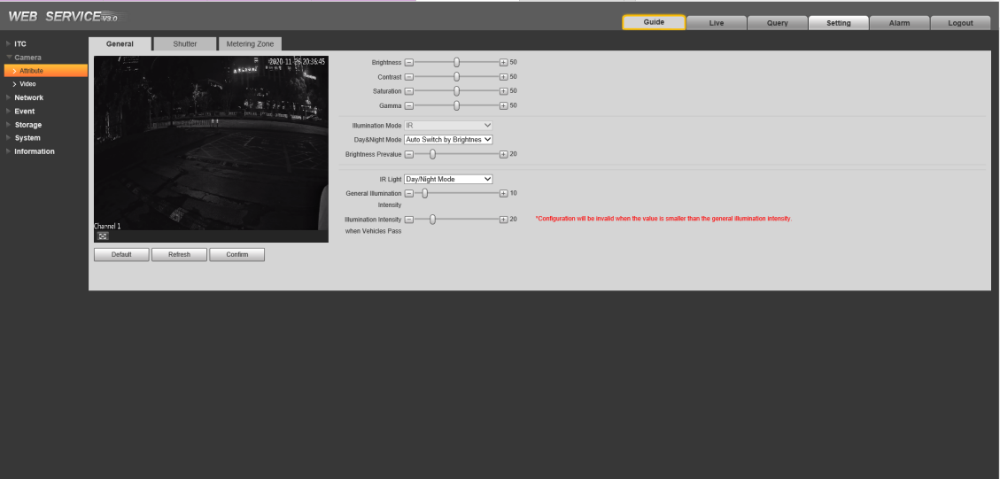 WEB SERVICE V3.0
Guide Live Query Setting Alarm Logout
ITC
Camera
Attribute
Video
Network
Event
Storage
System
Information
General Shutter Metering Zone
2020-11-26 20:36:45
Channel 1
Default Refresh Confirm
Brightness 50
Contrast 50
Saturation 50
Gamma 50
Illumination Mode IR
Day&Night Mode Auto Switch by Brightnes
Brightness Prevalue 20
IR Light Day/Night Mode
General Illumination 10
Intensity
Illumination Intensity 20 *Configuration will be invalid when the value is smaller than the general illumination intensity.
when Vehicles Pass